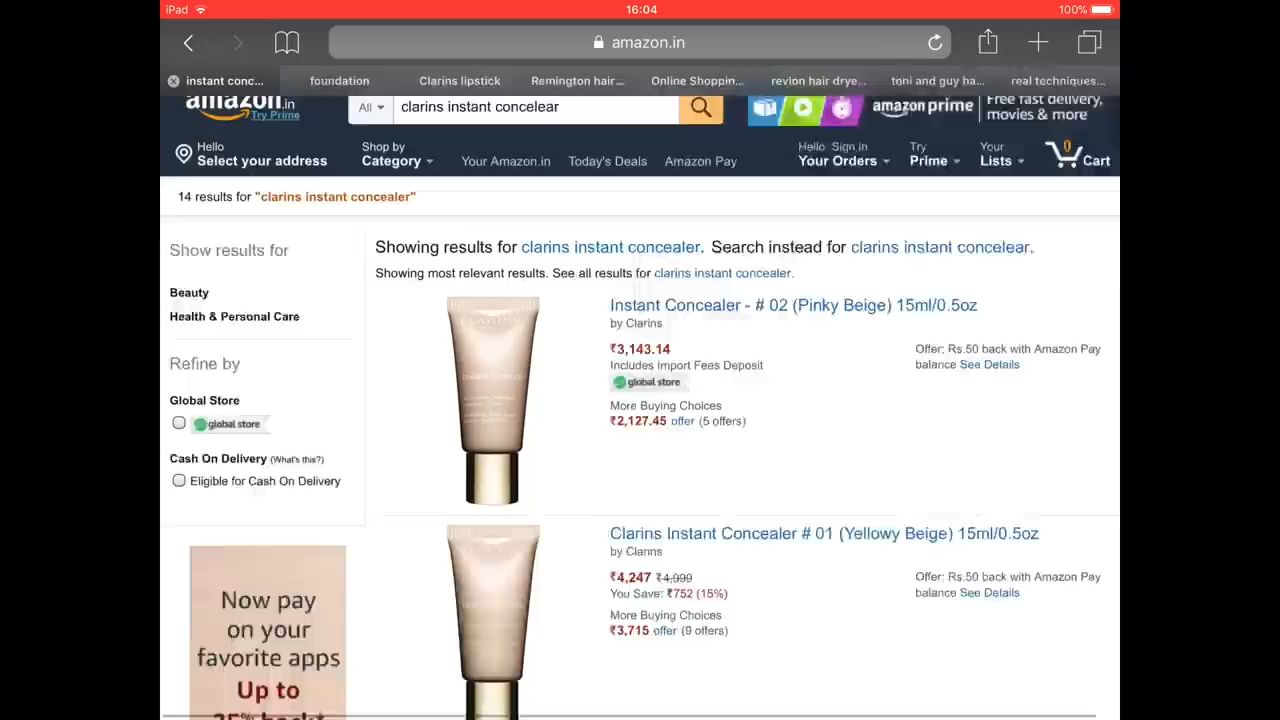 iPad 16:04 100%
amazon.in
instant conc... foundation Clarins lipstick Remington hair... Online Shoppin... revlon hair drye... toni and guy ha... real techniques...
amazon.in All clarins instant concelear amazon prime Free fast delivery,
Try Prime movies & more
Hello Shop by Hello Sign in Try Your 0
Select your address Category Your Amazon.in Today's Deals Amazon Pay Your Orders Prime Lists Cart
14 results for "clarins instant concealer"
Show results for
Beauty
Health & Personal Care
Refine by
Global Store
global store
Cash On Delivery (What's this?)
Eligible for Cash On Delivery
Now pay
on your
favorite apps
Up to
Showing results for clarins instant concealer. Search instead for clarins instant concelear.
Showing most relevant results. See all results for clarins instant concealer.
CLARINS
Instant Concealer - # 02 (Pinky Beige) 15ml/0.5oz
by Clarins
₹3,143.14
Includes Import Fees Deposit
global store
More Buying Choices
₹2,127.45 offer (5 offers)
Offer: Rs.50 back with Amazon Pay
balance See Details
Clarins Instant Concealer # 01 (Yellowy Beige) 15ml/0.5oz
by Clarins
₹4,247 ₹4,999
You Save: ₹752 (15%)
More Buying Choices
₹3,715 offer (9 offers)
Offer: Rs.50 back with Amazon Pay
balance See Details